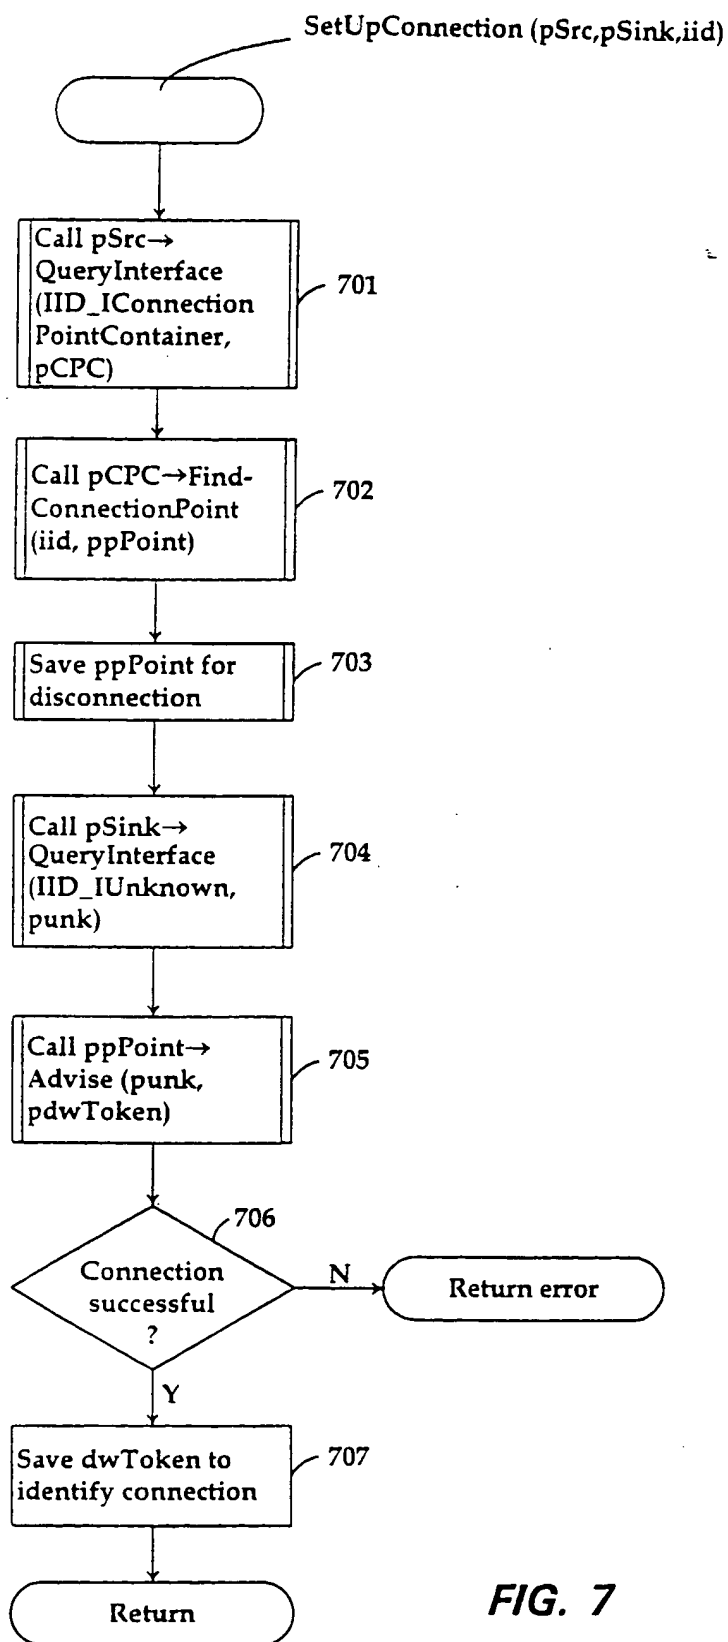 SetUpConnection (pSrc,pSink,iid)
Call pSrc→
QueryInterface
(IID_IConnection
PointContainer,
pCPC)
701
Call pCPC→Find-
ConnectionPoint
(iid, ppPoint)
702
Save ppPoint for
disconnection
703
Call pSink→
QueryInterface
(IID_IUnknown,
punk)
704
Call ppPoint→
Advise (punk,
pdwToken)
705
706
Connection
successful
?
N
Return error
Y
Save dwToken to
identify connection
707
Return
FIG. 7